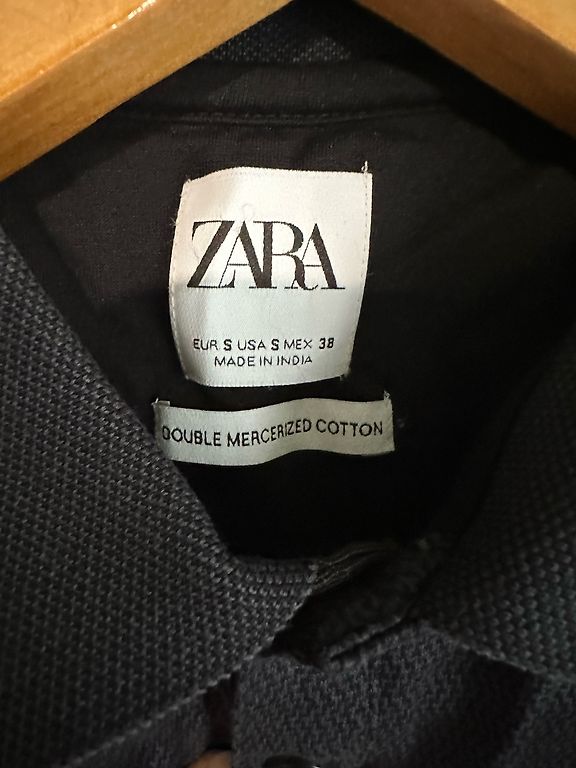 ZARA
EUR S USA S MEX 38
MADE IN INDIA
DOUBLE MERCERIZED COTTON